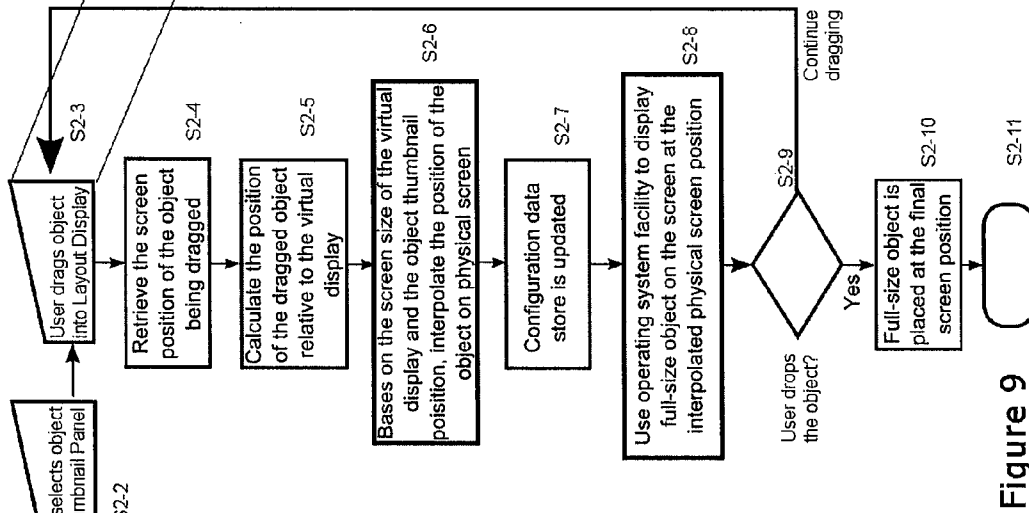 selects object
mbnail Panel
S2-2
User drags object
into Layout Display
S2-3
Retrieve the screen
position of the object
being dragged
S2-4
Calculate the position
of the dragged object
relative to the virtual
display
S2-5
Bases on the screen size of the virtual
display and the object thumbnail
poisition, interpolate the position of the
object on physical screen
S2-6
Configuration data
store is updated
S2-7
Use operating system facility to display
full-size object on the screen at the
interpolated physical screen position
S2-8
User drops
the object?
S2-9
Continue
dragging
Yes
Full-size object is
placed at the final
screen position
S2-10
S2-11
Figure 9